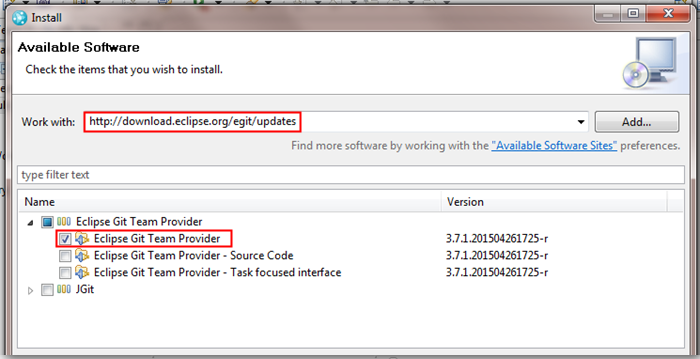 Install
Available Software
Check the items that you wish to install.
Work with: http://download.eclipse.org/egit/updates Add...
Find more software by working with the "Available Software Sites" preferences.
type filter text
Name Version
Eclipse Git Team Provider
Eclipse Git Team Provider 3.7.1.201504261725-r
Eclipse Git Team Provider - Source Code 3.7.1.201504261725-r
Eclipse Git Team Provider - Task focused interface 3.7.1.201504261725-r
JGit